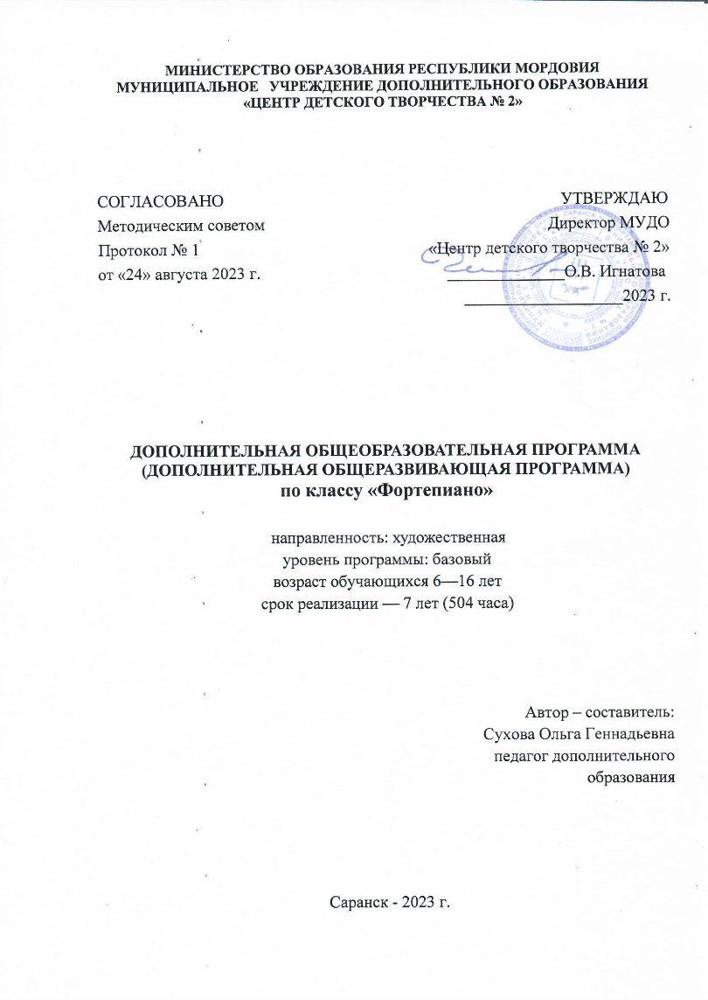 МИНИСТЕРСТВО ОБРАЗОВАНИЯ РЕСПУБЛИКИ МОРДОВИЯ
МУНИЦИПАЛЬНОЕ УЧРЕЖДЕНИЕ ДОПОЛНИТЕЛЬНОГО ОБРАЗОВАНИЯ
«ЦЕНТР ДЕТСКОГО ТВОРЧЕСТВА № 2»
СОГЛАСОВАНО
Методическим советом
Протокол № 1
от «24» августа 2023 г.
УТВЕРЖДАЮ
Директор МУДО
«Центр детского творчества № 2»
_______________О.В. Игнатова
____________________2023 г.
ДОПОЛНИТЕЛЬНАЯ ОБЩЕОБРАЗОВАТЕЛЬНАЯ ПРОГРАММА
(ДОПОЛНИТЕЛЬНАЯ ОБЩЕРАЗВИВАЮЩАЯ ПРОГРАММА)
по классу «Фортепиано»
направленность: художественная
уровень программы: базовый
возраст обучающихся 6—16 лет
срок реализации — 7 лет (504 часа)
Автор – составитель:
Сухова Ольга Геннадьевна
педагог дополнительного
образования
Саранск - 2023 г.